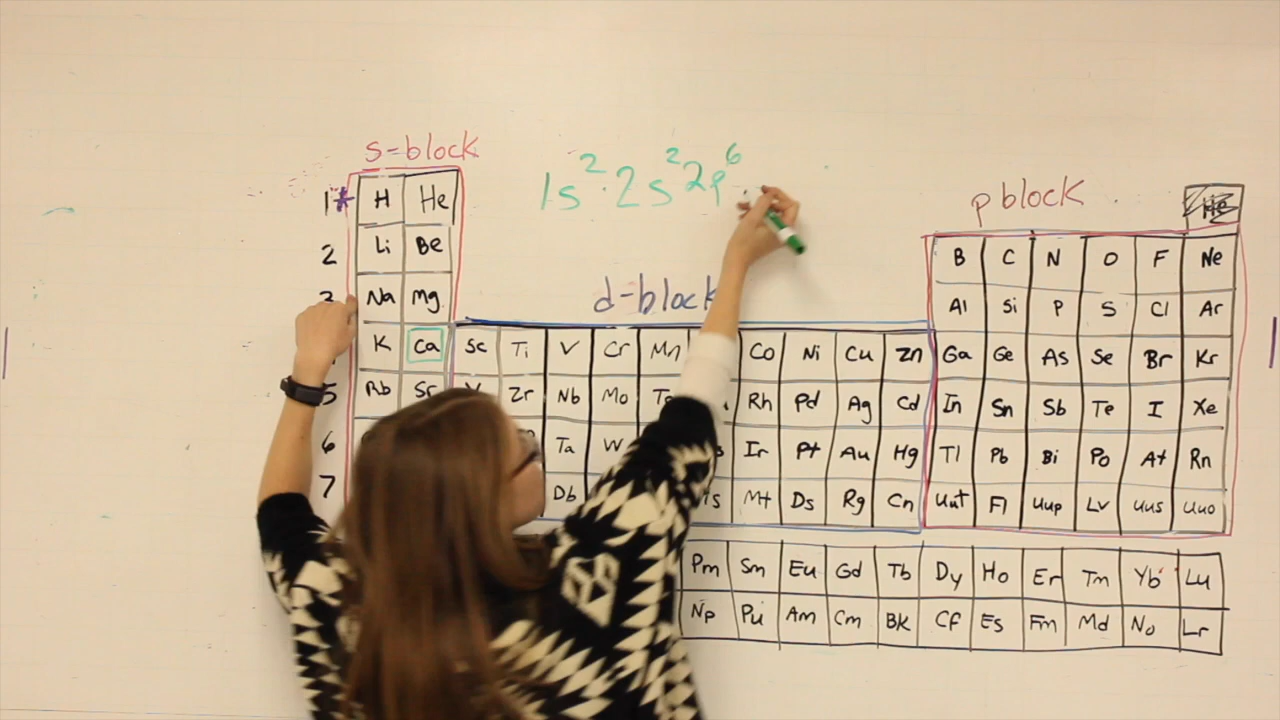 s-block
1s² 2s² 2p⁶
p block
d-block
1* H He
2 Li Be B C N O F Ne
3 Na Mg Al Si P S Cl Ar
K Ca Sc Ti V Cr Mn Co Ni Cu Zn Ga Ge As Se Br Kr
5 Rb Sr Y Zr Nb Mo Tc Rh Pd Ag Cd In Sn Sb Te I Xe
6 Ta W Ir Pt Au Hg Tl Pb Bi Po At Rn
7 Db Mt Ds Rg Cn Uut Fl Uup Lv Uus Uuo
Pm Sm Eu Gd Tb Dy Ho Er Tm Yb Lu
Np Pu Am Cm BK Cf Es Fm Md No Lr